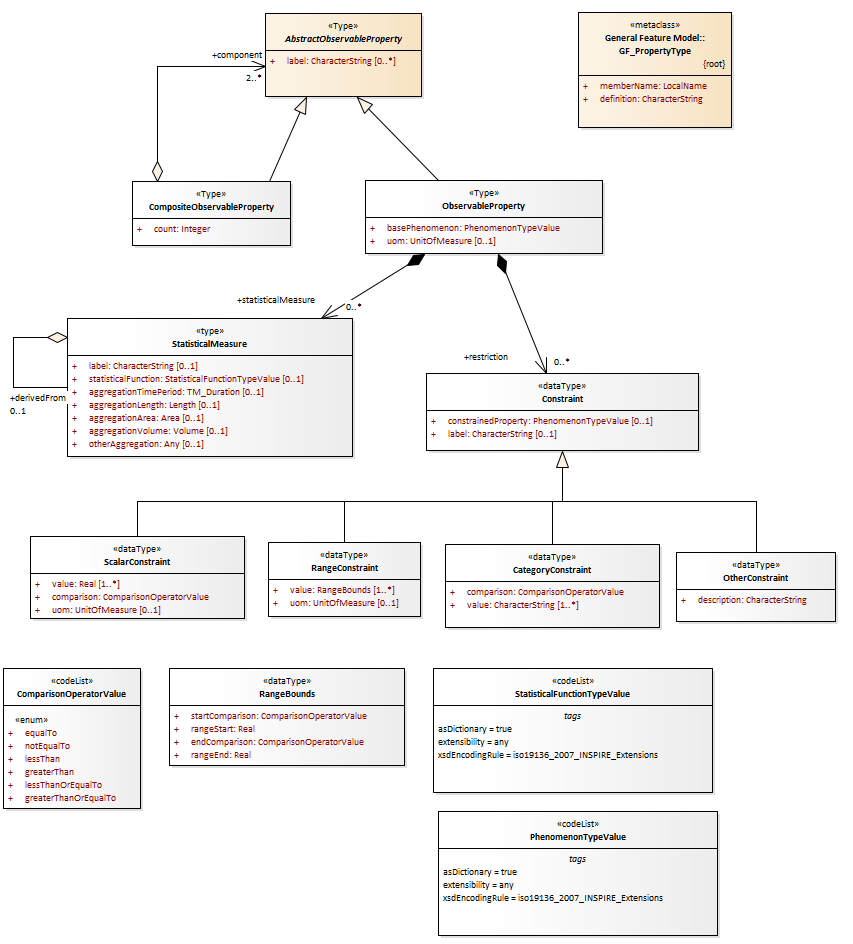 «Type»
AbstractObservableProperty
+ label: CharacterString [0..*]
«metaclass»
General Feature Model::
GF_PropertyType
{root}
+ memberName: LocalName
+ definition: CharacterString
+component
2..*
«Type»
CompositeObservableProperty
+ count: Integer
«Type»
ObservableProperty
+ basePhenomenon: PhenomenonTypeValue
+ uom: UnitOfMeasure [0..1]
+statisticalMeasure
0..*
«type»
StatisticalMeasure
+ label: CharacterString [0..1]
+ statisticalFunction: StatisticalFunctionTypeValue [0..1]
+ aggregationTimePeriod: TM_Duration [0..1]
+ aggregationLength: Length [0..1]
+ aggregationArea: Area [0..1]
+ aggregationVolume: Volume [0..1]
+ otherAggregation: Any [0..1]
+derivedFrom
0..1
+restriction
0..*
«dataType»
Constraint
+ constrainedProperty: PhenomenonTypeValue [0..1]
+ label: CharacterString [0..1]
«dataType»
ScalarConstraint
+ value: Real [1..*]
+ comparison: ComparisonOperatorValue
+ uom: UnitOfMeasure [0..1]
«dataType»
RangeConstraint
+ value: RangeBounds [1..*]
+ uom: UnitOfMeasure [0..1]
«dataType»
CategoryConstraint
+ comparison: ComparisonOperatorValue
+ value: CharacterString [1..*]
«dataType»
OtherConstraint
+ description: CharacterString
«codeList»
ComparisonOperatorValue
«enum»
+ equalTo
+ notEqualTo
+ lessThan
+ greaterThan
+ lessThanOrEqualTo
+ greaterThanOrEqualTo
«dataType»
RangeBounds
+ startComparison: ComparisonOperatorValue
+ rangeStart: Real
+ endComparison: ComparisonOperatorValue
+ rangeEnd: Real
«codeList»
StatisticalFunctionTypeValue
tags
asDictionary = true
extensibility = any
xsdEncodingRule = iso19136_2007_INSPIRE_Extensions
«codeList»
PhenomenonTypeValue
tags
asDictionary = true
extensibility = any
xsdEncodingRule = iso19136_2007_INSPIRE_Extensions